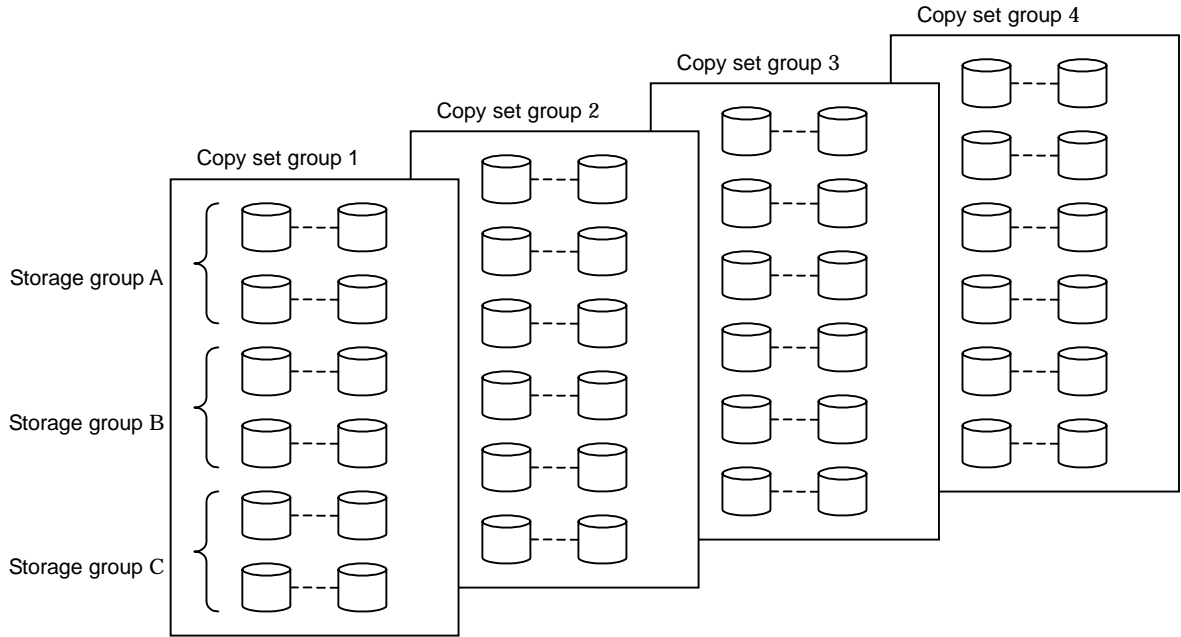 Copy set group 4
Copy set group 3
Copy set group 2
Copy set group 1
Storage group A
Storage group B
Storage group C